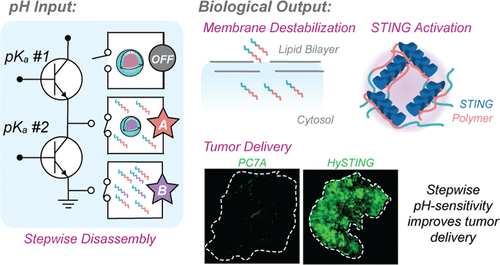 pH Input:
pKa #1
OFF
pKa #2
A
B
Stepwise Disassembly
Biological Output:
Membrane Destabilization
Lipid Bilayer
Cytosol
STING Activation
STING
Polymer
Tumor Delivery
PC7A
HySTING
Stepwise
pH-sensitivity
improves tumor
delivery